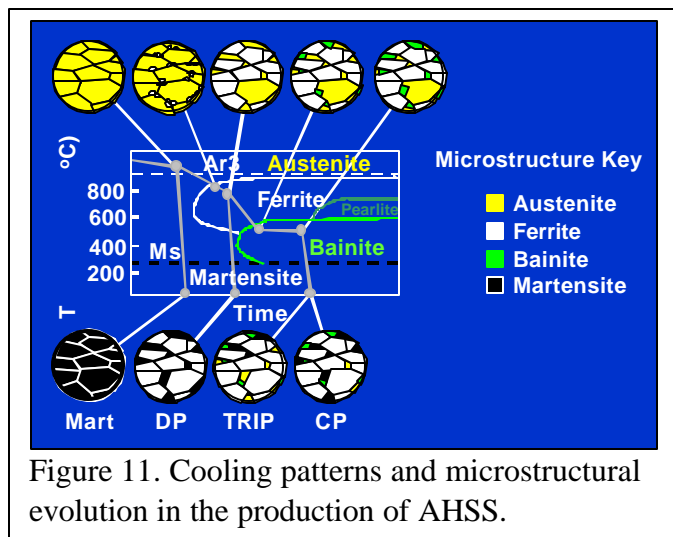 ºC)
Ar3
Austenite
Microstructure Key
800
Ferrite
Austenite
600
Pearlite
Ferrite
400
Ms
Bainite
Bainite
200
Martensite
Martensite
T
Time
Mart
DP
TRIP
CP
Figure 11. Cooling patterns and microstructural
evolution in the production of AHSS.